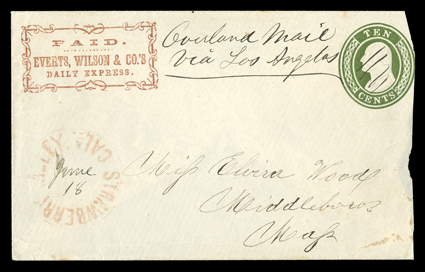 PAID.
EVERTS, WILSON & CO.'S
DAILY EXPRESS.
Overland Mail
via Los Angelos
TEN
CENTS
STRAWBERRY VALLEY
CAL.
June
18
Miss Elvira Wood
Middleboro
Mass